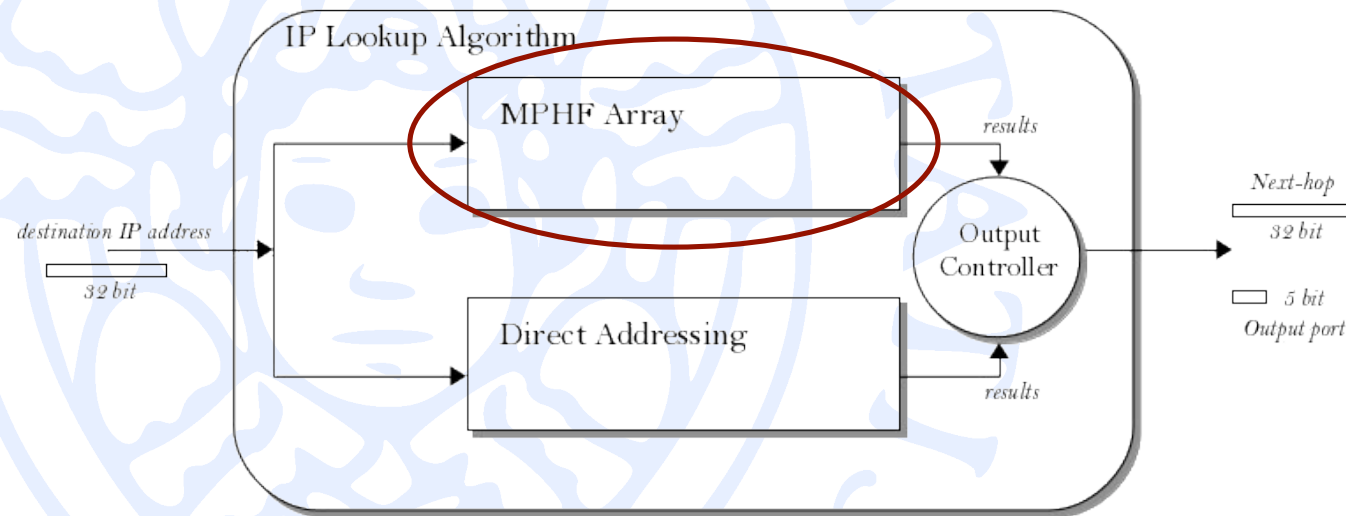 IP Lookup Algorithm
MPHF Array
results
destination IP address
32 bit
Output
Controller
Next-hop
32 bit
5 bit
Output port
Direct Addressing
results